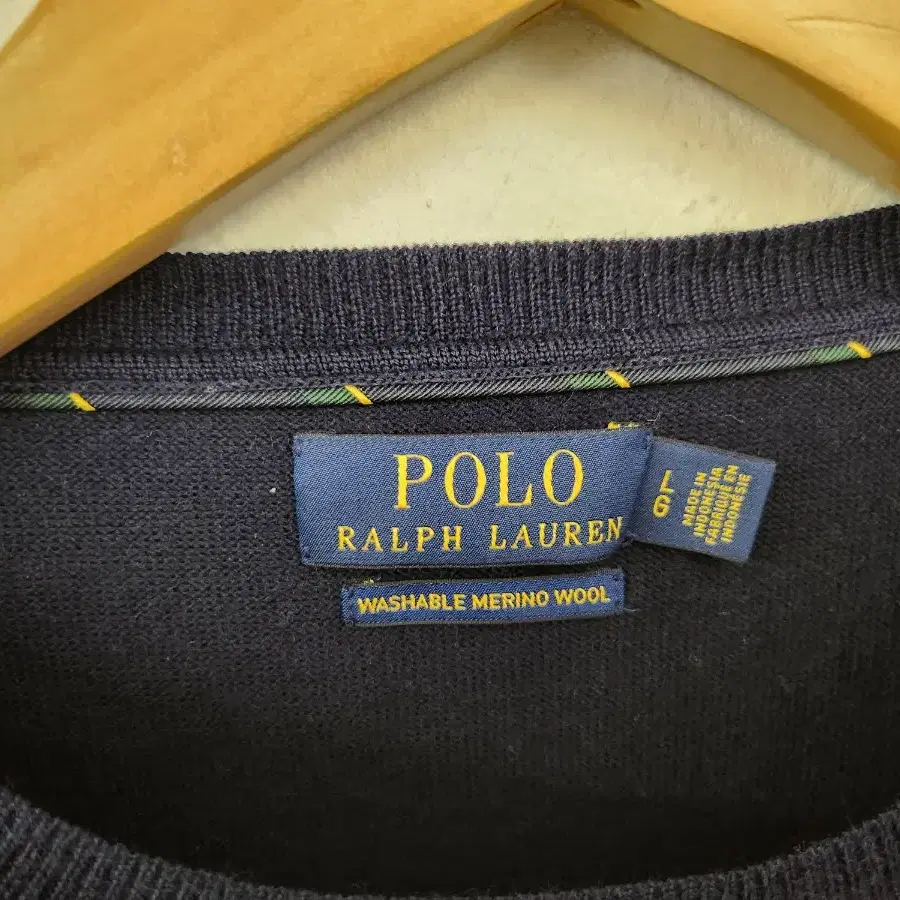 POLO
RALPH LAUREN
WASHABLE MERINO WOOL
L
G
MADE IN
INDONESIA
FABRIQUÉ EN
INDONÉSIE